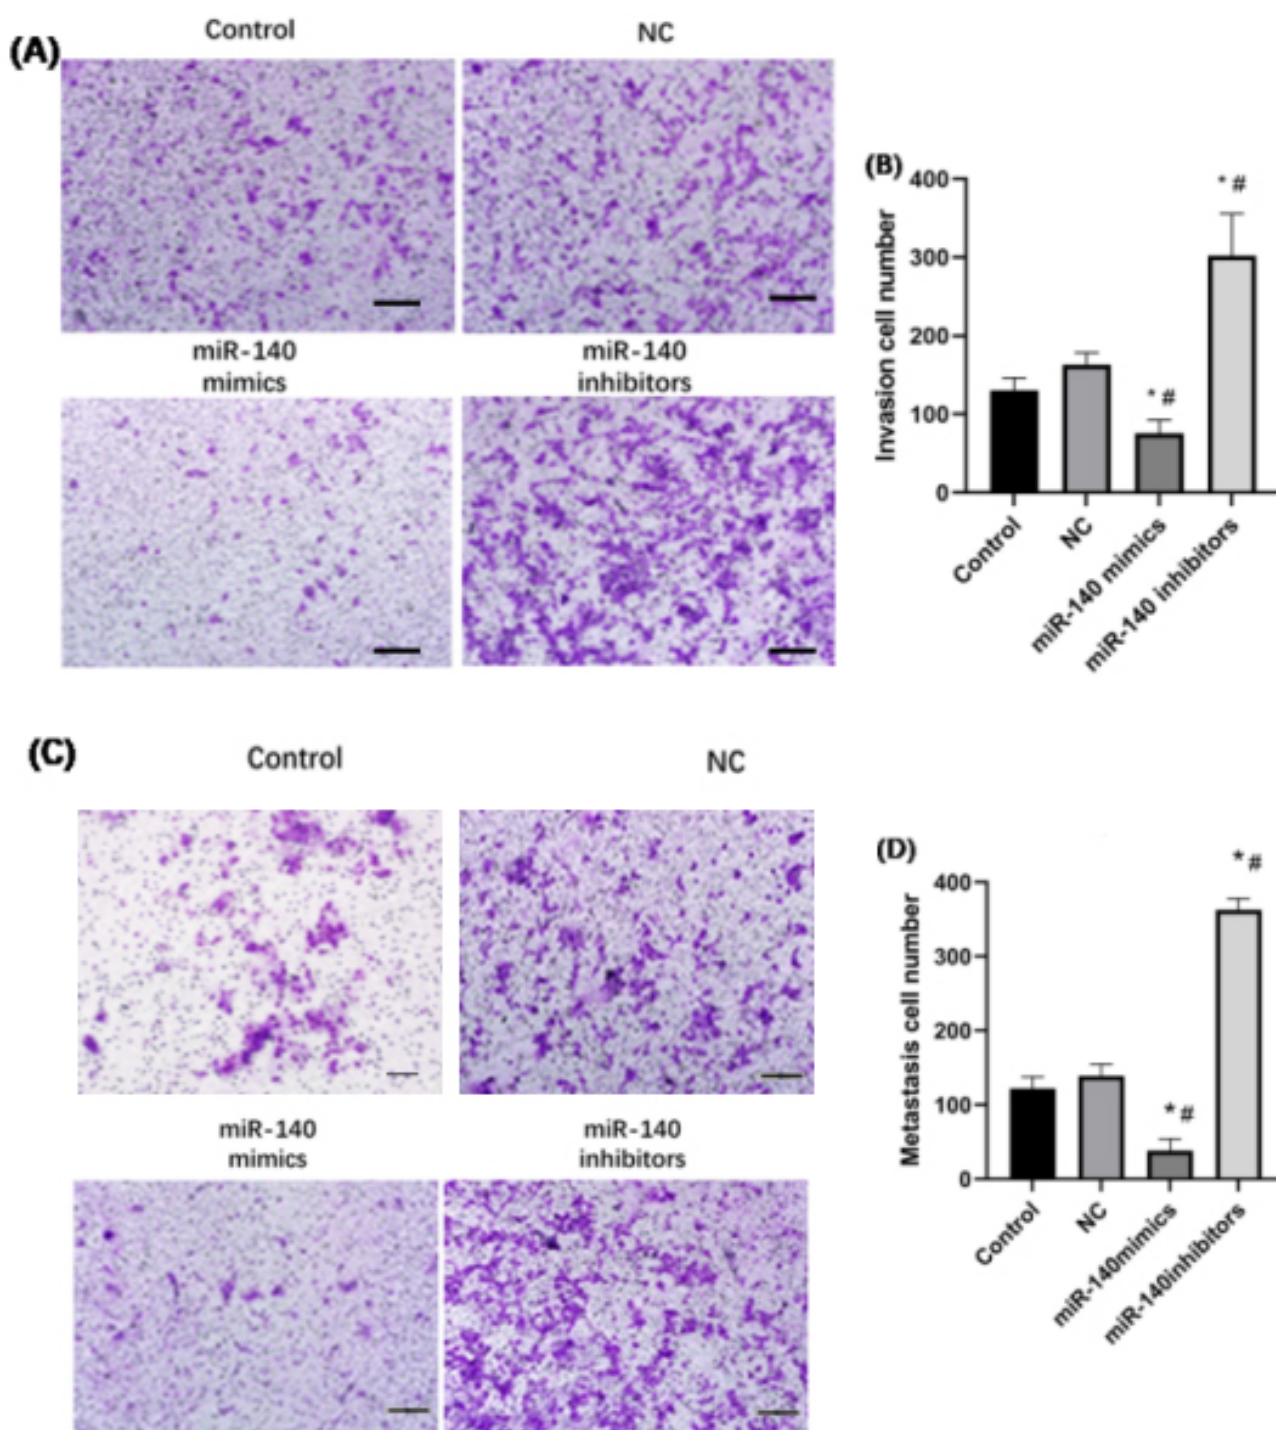 (A)
Control
NC
miR-140
mimics
miR-140
inhibitors
(B)
Invasion cell number
400
300
200
100
0
* #
* #
Control
NC
miR-140 mimics
miR-140 inhibitors
(C)
Control
NC
miR-140
mimics
miR-140
inhibitors
(D)
Metastasis cell number
400
300
200
100
0
* #
* #
Control
NC
miR-140mimics
miR-140inhibitors